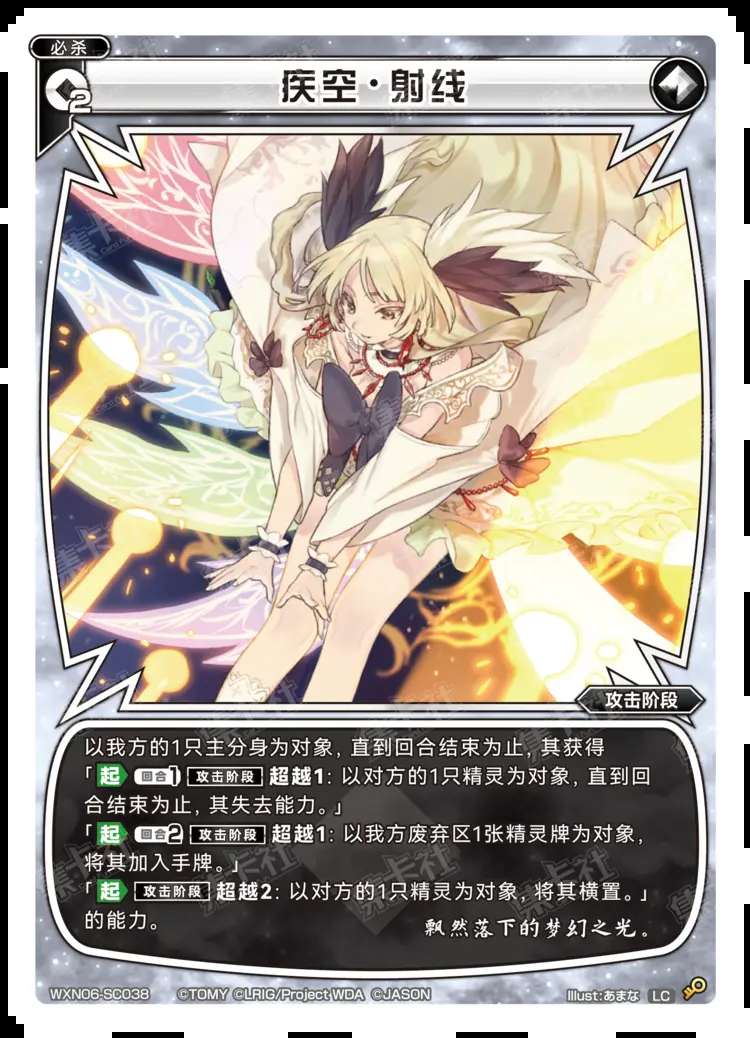 必杀
2
疾空·射线
攻击阶段
以我方的1只主分身为对象，直到回合结束为止，其获得
「起 回合1 攻击阶段 超越1：以对方的1只精灵为对象，直到回
合结束为止，其失去能力。」
「起 回合2 攻击阶段 超越1：以我方废弃区1张精灵牌为对象，
将其加入手牌。」
「起 攻击阶段 超越2：以对方的1只精灵为对象，将其横置。」
的能力。
飘然落下的梦幻之光。
WXN06-SC038 ©TOMY ©LRIG/Project WDA ©JASON Illust:あまな LC
集卡社